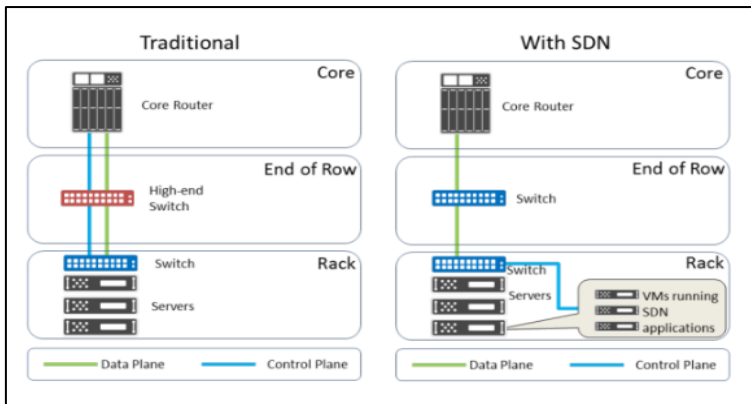 Traditional
Core
Core Router
End of Row
High-end
Switch
Rack
Switch
Servers
Data Plane
Control Plane
With SDN
Core
Core Router
End of Row
Switch
Rack
Switch
Servers
VMs running
SDN
applications
Data Plane
Control Plane